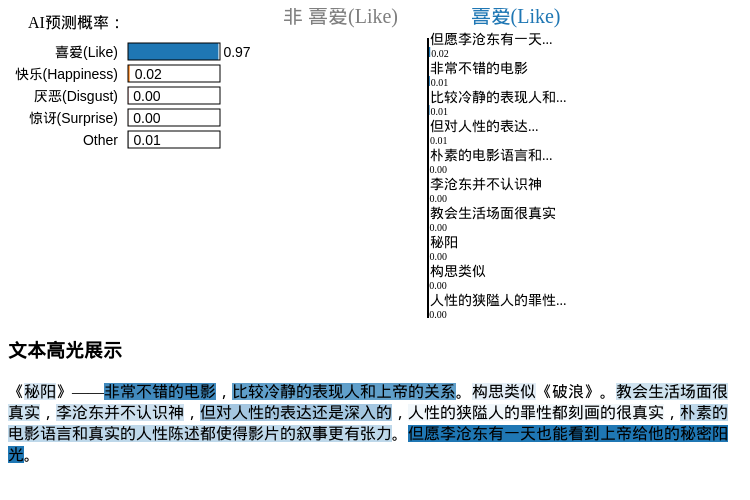 AI预测概率：
喜爱(Like) 0.97
快乐(Happiness) 0.02
厌恶(Disgust) 0.00
惊讶(Surprise) 0.00
Other 0.01
非 喜爱(Like)
喜爱(Like)
但愿李沧东有一天...
0.02
非常不错的电影
0.01
比较冷静的表现人和...
0.01
但对人性的表达...
0.01
朴素的电影语言和...
0.00
李沧东并不认识神
0.00
教会生活场面很真实
0.00
秘阳
0.00
构思类似
0.00
人性的狭隘人的罪性...
0.00
文本高光展示
《秘阳》——非常不错的电影，比较冷静的表现人和上帝的关系。构思类似《破浪》。教会生活场面很
真实，李沧东并不认识神，但对人性的表达还是深入的，人性的狭隘人的罪性都刻画的很真实，朴素的
电影语言和真实的人性陈述都使得影片的叙事更有张力。但愿李沧东有一天也能看到上帝给他的秘密阳
光。